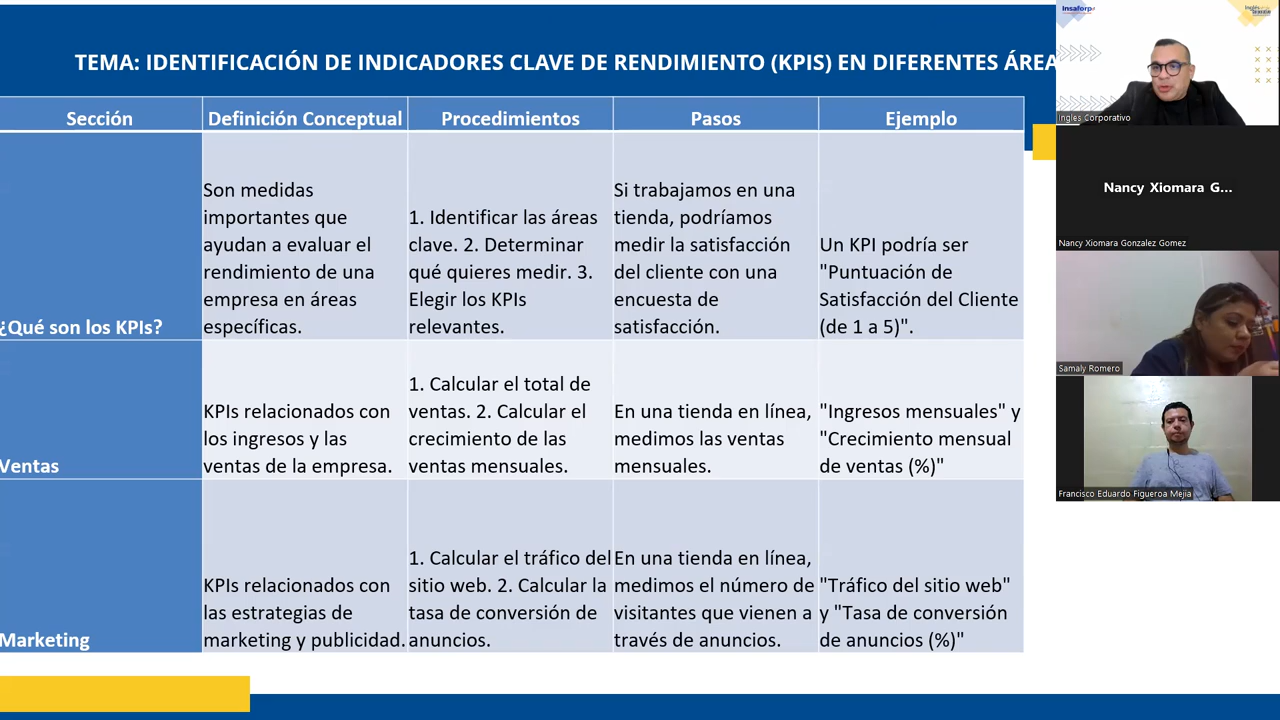 TEMA: IDENTIFICACIÓN DE INDICADORES CLAVE DE RENDIMIENTO (KPIS) EN DIFERENTES ÁREA
Sección
Definición Conceptual
Procedimientos
Pasos
Ejemplo
¿Qué son los KPIs?
Son medidas
importantes que
ayudan a evaluar el
rendimiento de una
empresa en áreas
específicas.
1. Identificar las áreas
clave. 2. Determinar
qué quieres medir. 3.
Elegir los KPIs
relevantes.
Si trabajamos en una
tienda, podríamos
medir la satisfacción
del cliente con una
encuesta de
satisfacción.
Un KPI podría ser
"Puntuación de
Satisfacción del Cliente
(de 1 a 5)".
Ventas
KPIs relacionados con
los ingresos y las
ventas de la empresa.
1. Calcular el total de
ventas. 2. Calcular el
crecimiento de las
ventas mensuales.
En una tienda en línea,
medimos las ventas
mensuales.
"Ingresos mensuales" y
"Crecimiento mensual
de ventas (%)"
Marketing
KPIs relacionados con
las estrategias de
marketing y publicidad.
1. Calcular el tráfico del
sitio web. 2. Calcular la
tasa de conversión de
anuncios.
En una tienda en línea,
medimos el número de
visitantes que vienen a
través de anuncios.
"Tráfico del sitio web"
y "Tasa de conversión
de anuncios (%)"
Insaforp
Ingles Corporativo
Nancy Xiomara G...
Nancy Xiomara Gonzalez Gomez
Samaly Romero
Francisco Eduardo Figueroa Mejia